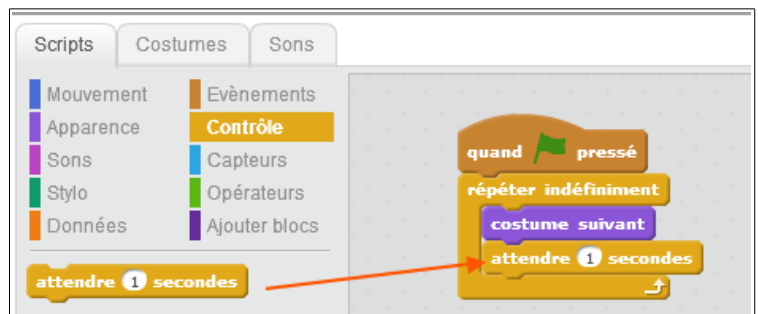 Scripts Costumes Sons
Mouvement Evènements
Apparence Contrôle
Sons Capteurs
Stylo Opérateurs
Données Ajouter blocs
attendre 1 secondes
quand pressé
répéter indéfiniment
costume suivant
attendre 1 secondes